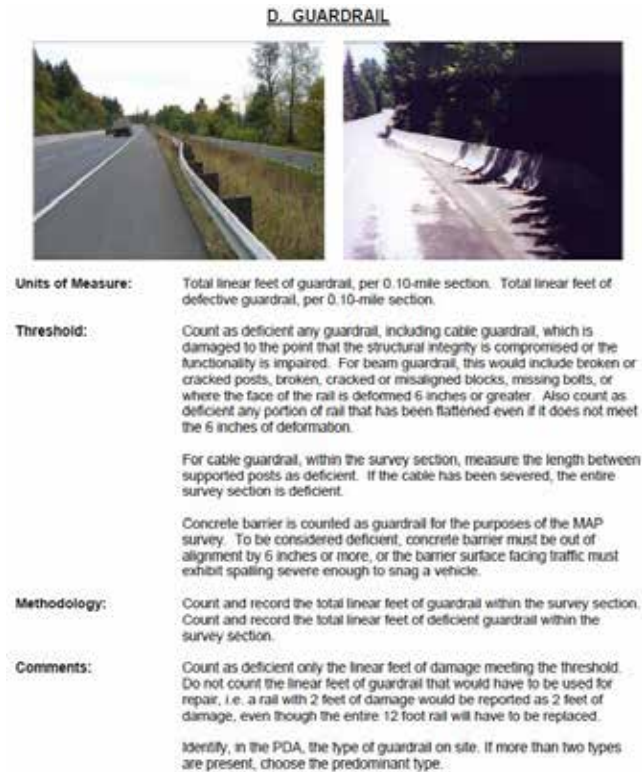 D. GUARDRAIL
Units of Measure: Total linear feet of guardrail, per 0.10-mile section. Total linear feet of
defective guardrail, per 0.10-mile section.
Threshold: Count as deficient any guardrail, including cable guardrail, which is
damaged to the point that the structural integrity is compromised or the
functionality is impaired. For beam guardrail, this would include broken or
cracked posts, broken, cracked or misaligned blocks, missing bolts, or
where the face of the rail is deformed 6 inches or greater. Also count as
deficient any portion of rail that has been flattened even if it does not meet
the 6 inches of deformation.
For cable guardrail, within the survey section, measure the length between
supported posts as deficient. If the cable has been severed, the entire
survey section is deficient.
Concrete barrier is counted as guardrail for the purposes of the MAP
survey. To be considered deficient, concrete barrier must be out of
alignment by 6 inches or more, or the barrier surface facing traffic must
exhibit spalling severe enough to snag a vehicle.
Methodology: Count and record the total linear feet of guardrail within the survey section.
Count and record the total linear feet of deficient guardrail within the
survey section.
Comments: Count as deficient only the linear feet of damage meeting the threshold.
Do not count the linear feet of guardrail that would have to be used for
repair, i.e. a rail with 2 feet of damage would be reported as 2 feet of
damage, even though the entire 12 foot rail will have to be replaced.
Identify, in the PDA, the type of guardrail on site. If more than two types
are present, choose the predominant type.